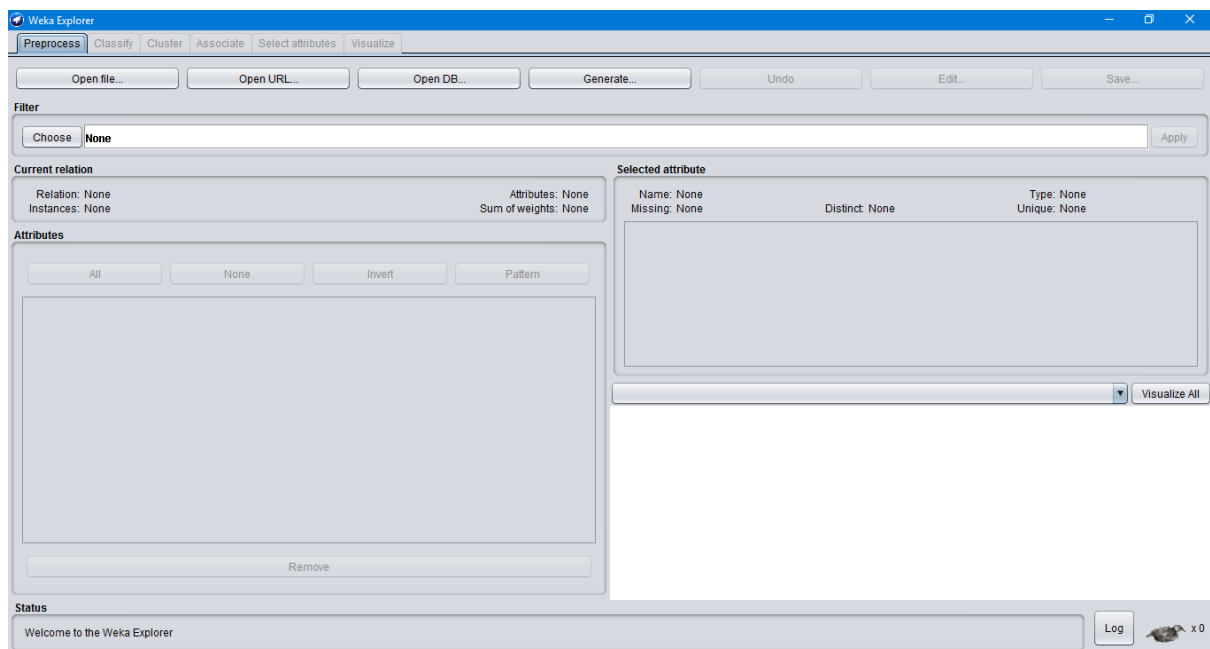 Weka Explorer
Preprocess Classify Cluster Associate Select attributes Visualize
Open file... Open URL... Open DB... Generate... Undo Edit... Save...
Filter
Choose None Apply
Current relation
Relation: None Attributes: None
Instances: None Sum of weights: None
Selected attribute
Name: None Type: None
Missing: None Distinct: None Unique: None
Attributes
All None Invert Pattern
Remove
Visualize All
Status
Welcome to the Weka Explorer
Log x 0